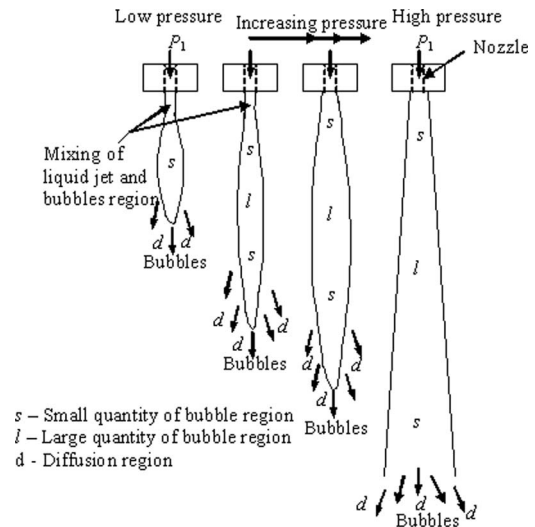 Low pressure
Increasing pressure
High pressure
P1
P1
Nozzle
Mixing of
liquid jet and
bubbles region
s
d
d
Bubbles
s
l
s
d
d
d
d
Bubbles
s
l
s
d
d
d
d
Bubbles
s
l
s
d
d
d
Bubbles
s – Small quantity of bubble region
l – Large quantity of bubble region
d - Diffusion region